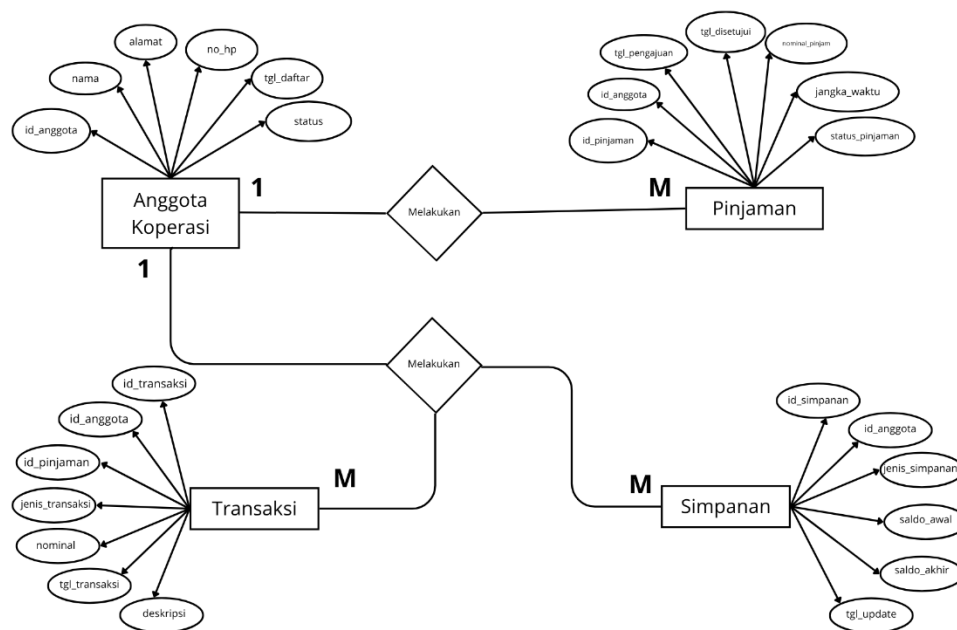 alamat
no_hp
nama
tgl_daftar
id_anggota
status
Anggota
Koperasi
1
Melakukan
M
Pinjaman
tgl_disetujui
nominal_pinjam
tgl_pengajuan
id_anggota
jangka_waktu
id_pinjaman
status_pinjaman
1
Melakukan
id_transaksi
id_anggota
id_pinjaman
jenis_transaksi
nominal
tgl_transaksi
deskripsi
Transaksi
M
M
Simpanan
id_simpanan
id_anggota
jenis_simpanan
saldo_awal
saldo_akhir
tgl_update